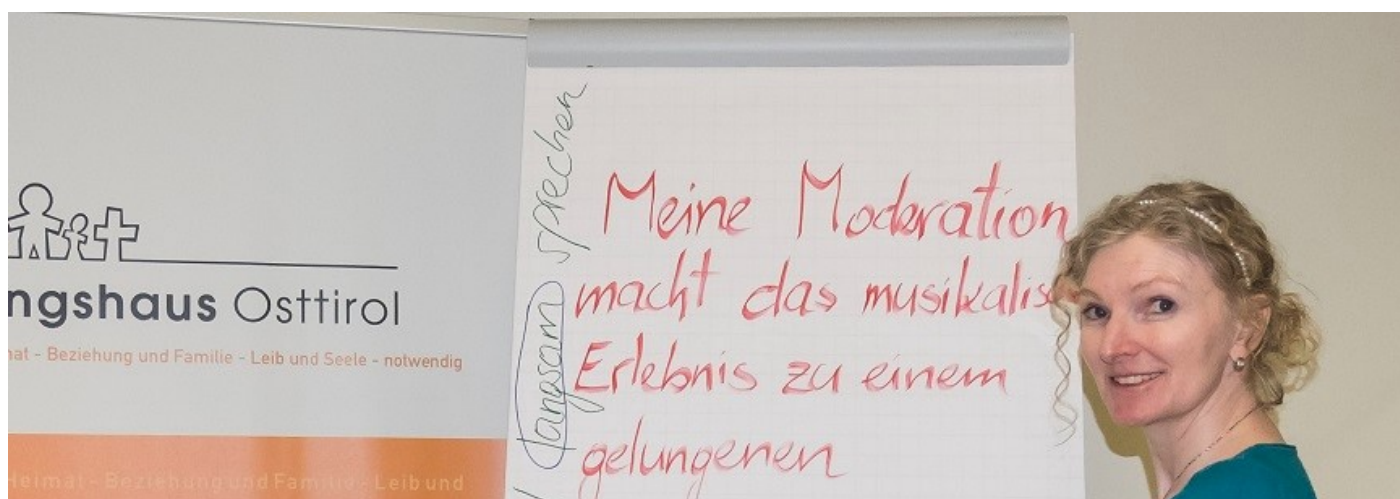 ngshaus Osttirol
nat - Beziehung und Familie - Leib und Seele - notwendig
Heimat - Beziehung und Familie - Leib und
langsam sprechen
Meine Moderation
macht das musikalis
Erlebnis zu einem
gelungenen